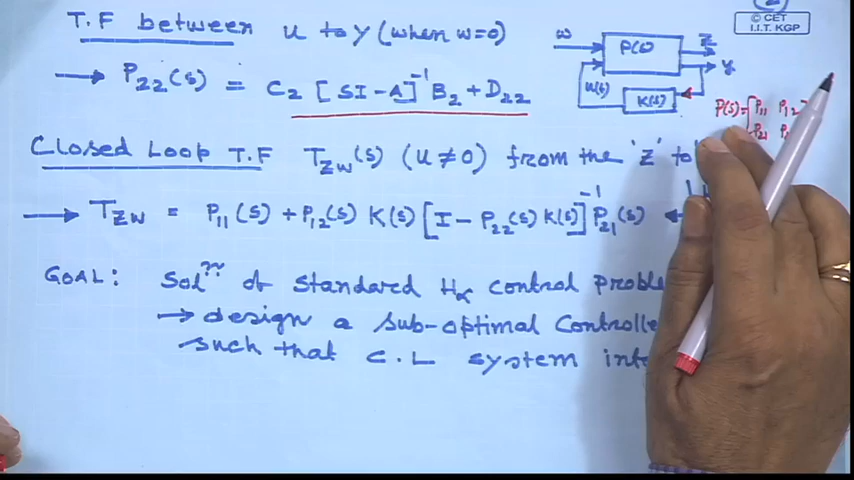 © CET
I.I.T. KGP
T.F between u to y (when w=0)
→ P22(s) = C2 [SI-A]^-1 B2 + D22
w P(s) Z
y
u(s) K(s)
P(s)= [P11 P12
P21
Closed Loop T.F Tzw(s) (u≠0) from the 'z' to
→ Tzw = P11(s) + P12(s) K(s) [I - P22(s) K(s)]^-1 P21(s) ←
GOAL: Sol^n of standard H∞ control proble
→ design a sub-optimal Controlle
such that C.L system inte